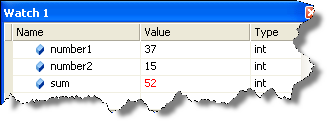 Watch 1
Name Value Type
number1 37 int
number2 15 int
sum 52 int